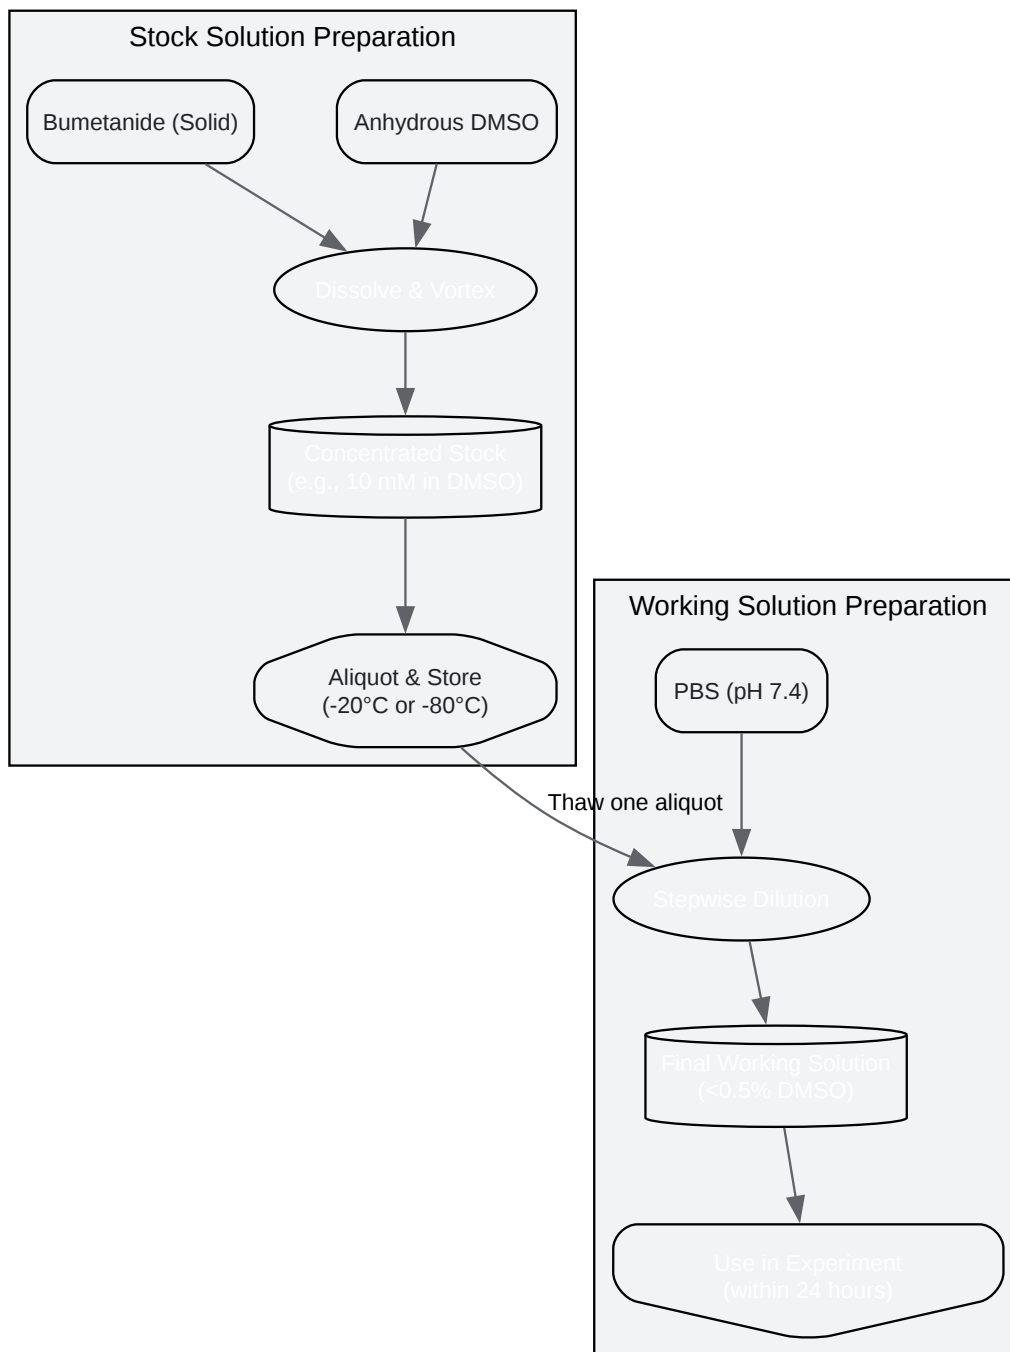 Stock Solution Preparation
Bumetanide (Solid)
Anhydrous DMSO
Dissolve & Vortex
Concentrated Stock
(e.g., 10 mM in DMSO)
Aliquot & Store
(-20°C or -80°C)
Working Solution Preparation
PBS (pH 7.4)
Thaw one aliquot
Stepwise Dilution
Final Working Solution
(<0.5% DMSO)
Use in Experiment
(within 24 hours)